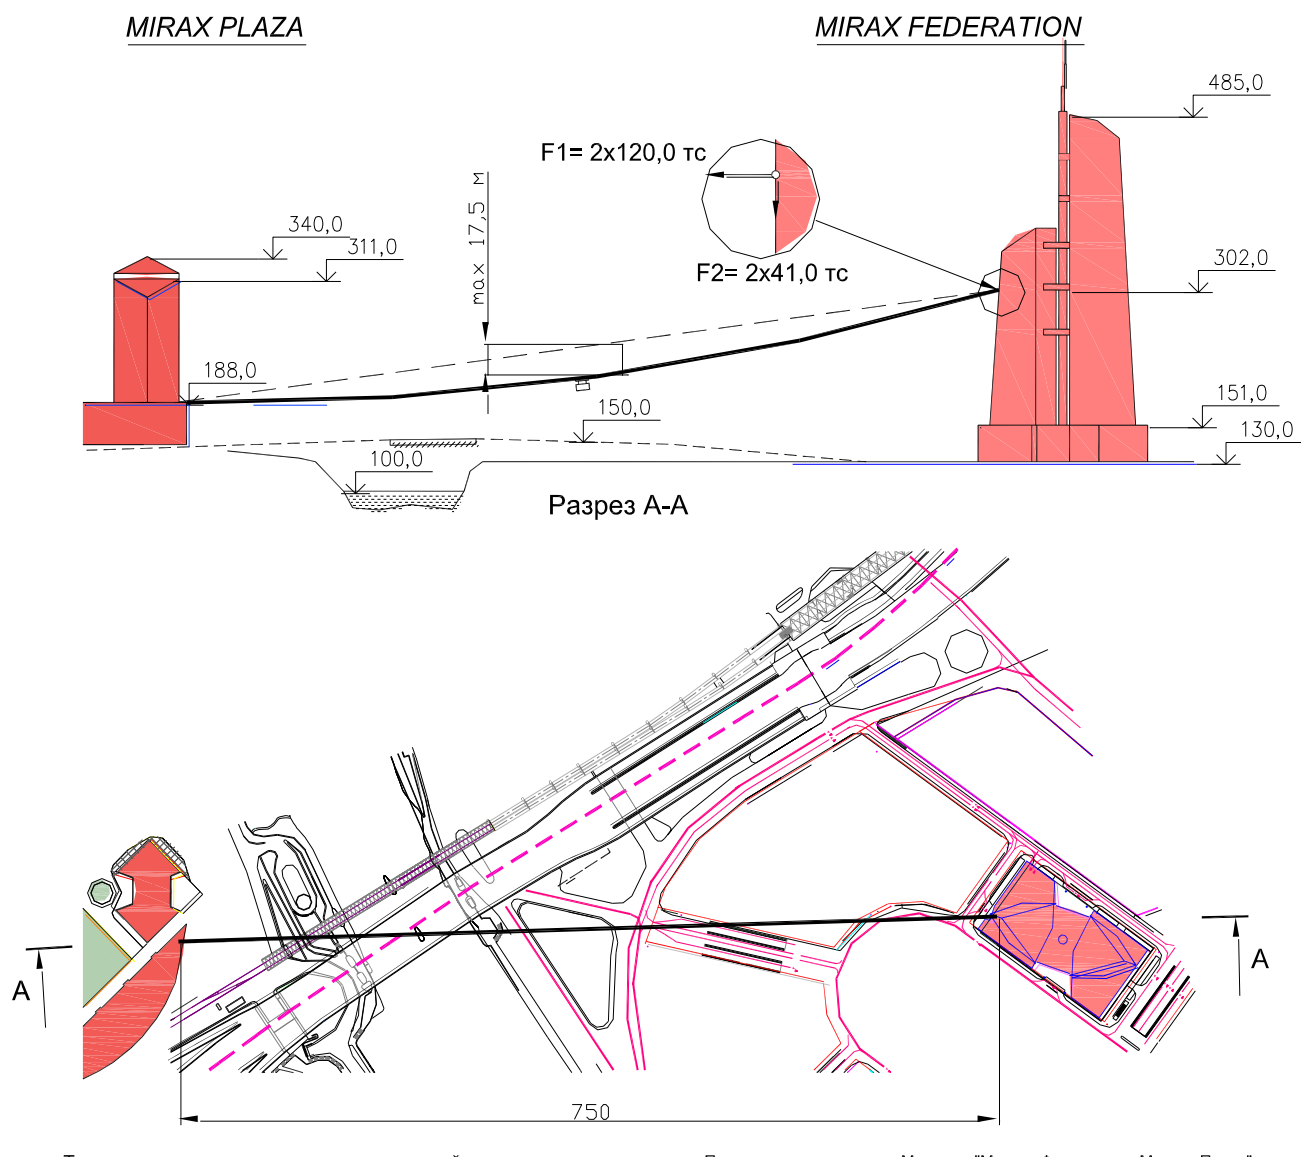 MIRAX PLAZA
MIRAX FEDERATION
485,0
F1= 2x120,0 тс
max 17,5 м
340,0
311,0
302,0
F2= 2x41,0 тс
188,0
150,0
151,0
130,0
100,0
Разрез А-А
А
А
750